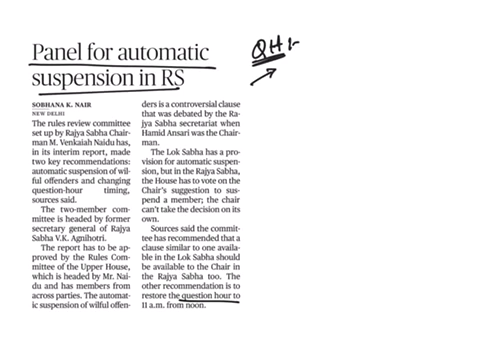 Panel for automatic
suspension in RS
SOBHANA K. NAIR
NEW DELHI
The rules review committee
set up by Rajya Sabha Chair-
man M. Venkaiah Naidu has,
in its interim report, made
two key recommendations:
automatic suspension of wil-
ful offenders and changing
question-hour timing,
sources said.
The two-member com-
mittee is headed by former
secretary general of Rajya
Sabha V.K. Agnihotri.
The report has to be ap-
proved by the Rules Com-
mittee of the Upper House,
which is headed by Mr. Nai-
du and has members from
across parties. The automat-
ic suspension of wilful offen-
ders is a controversial clause
that was debated by the Ra-
jya Sabha secretariat when
Hamid Ansari was the Chair-
man.
The Lok Sabha has a pro-
vision for automatic suspen-
sion, but in the Rajya Sabha,
the House has to vote on the
Chair's suggestion to sus-
pend a member; the chair
can't take the decision on its
own.
Sources said the commit-
tee has recommended that a
clause similar to one availa-
ble in the Lok Sabha should
be available to the Chair in
the Rajya Sabha too. The
other recommendation is to
restore the question hour to
11 a.m. from noon.
QH:-